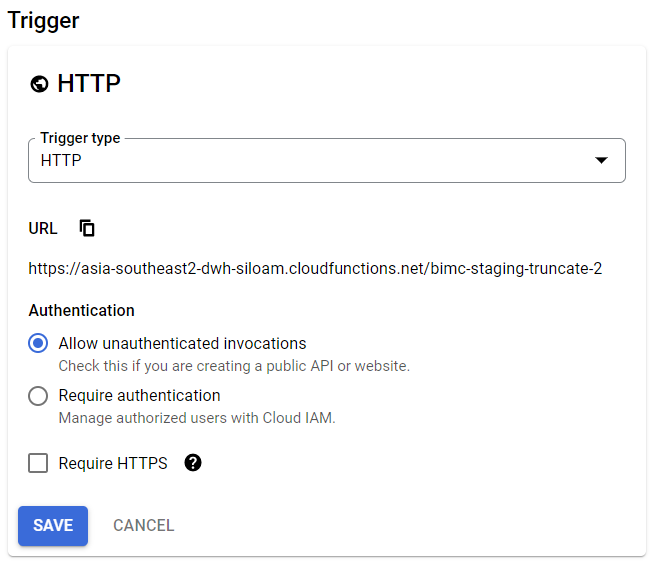 Trigger
HTTP
Trigger type
HTTP
URL
https://asia-southeast2-dwh-siloam.cloudfunctions.net/bimc-staging-truncate-2
Authentication
Allow unauthenticated invocations
Check this if you are creating a public API or website.
Require authentication
Manage authorized users with Cloud IAM.
Require HTTPS ?
SAVE CANCEL